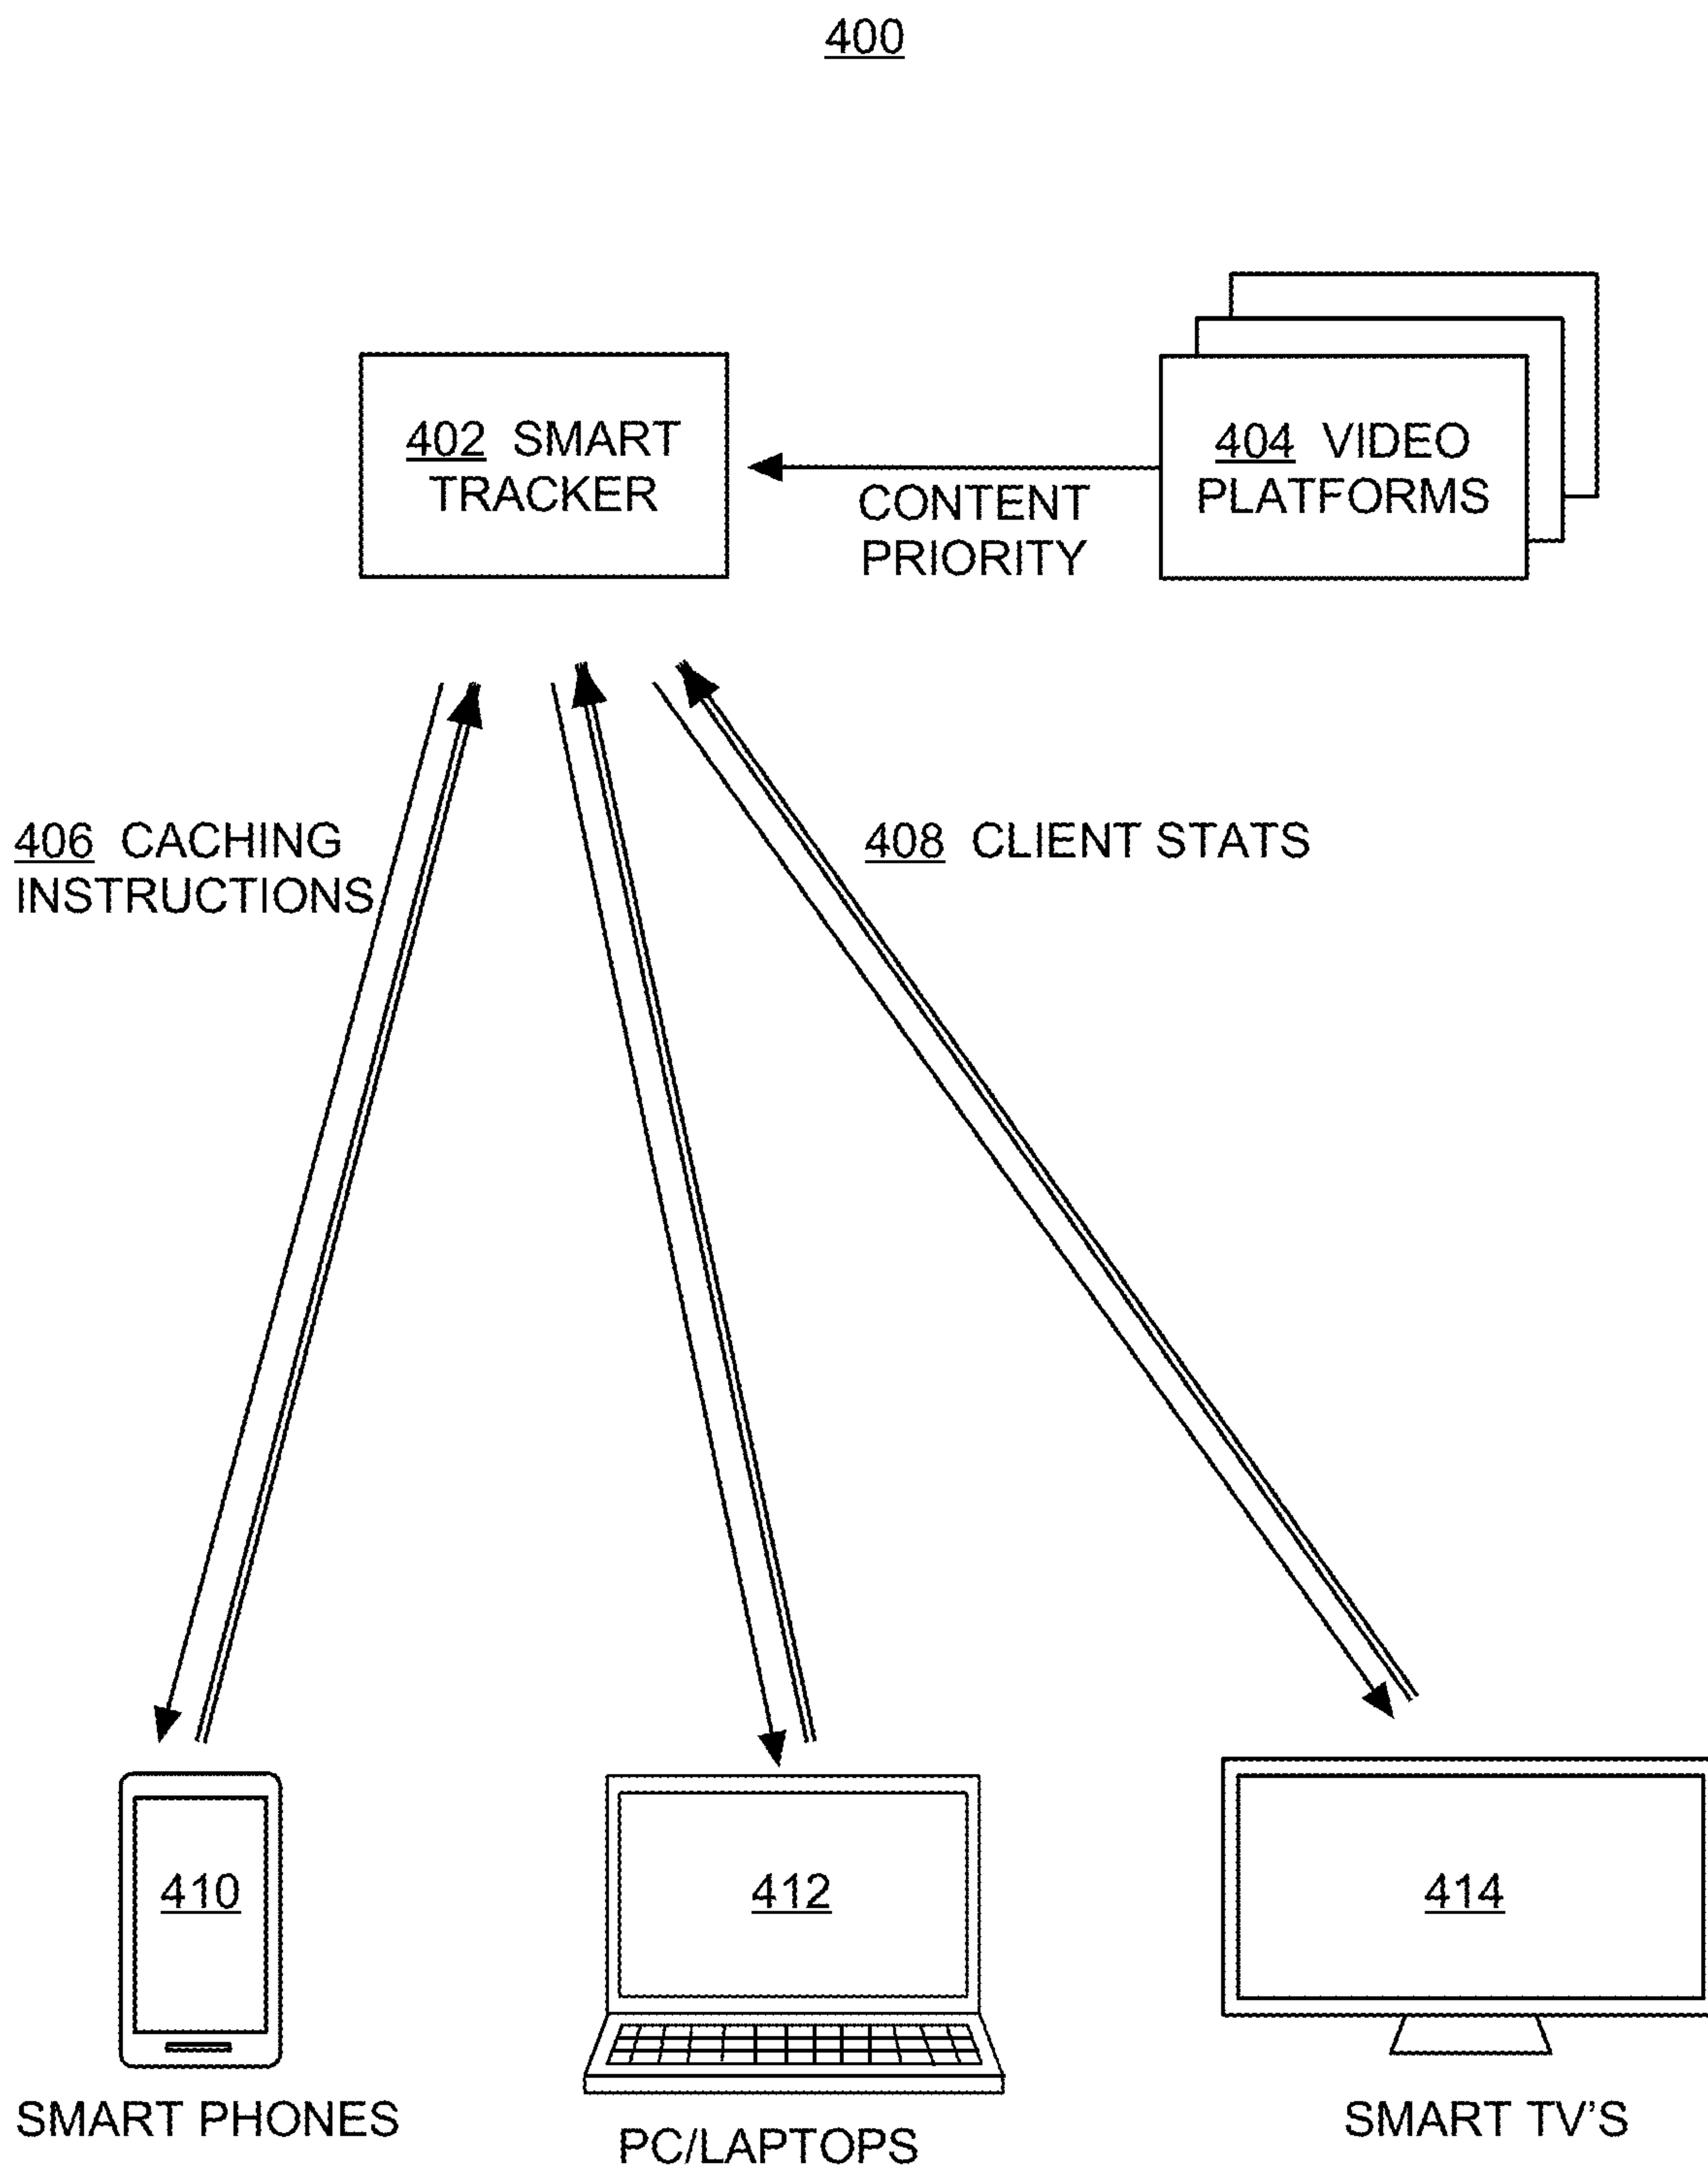 400
402 SMART
TRACKER
404 VIDEO
PLATFORMS
CONTENT
PRIORITY
406 CACHING
INSTRUCTIONS
408 CLIENT STATS
410
412
414
SMART PHONES
PC/LAPTOPS
SMART TV'S